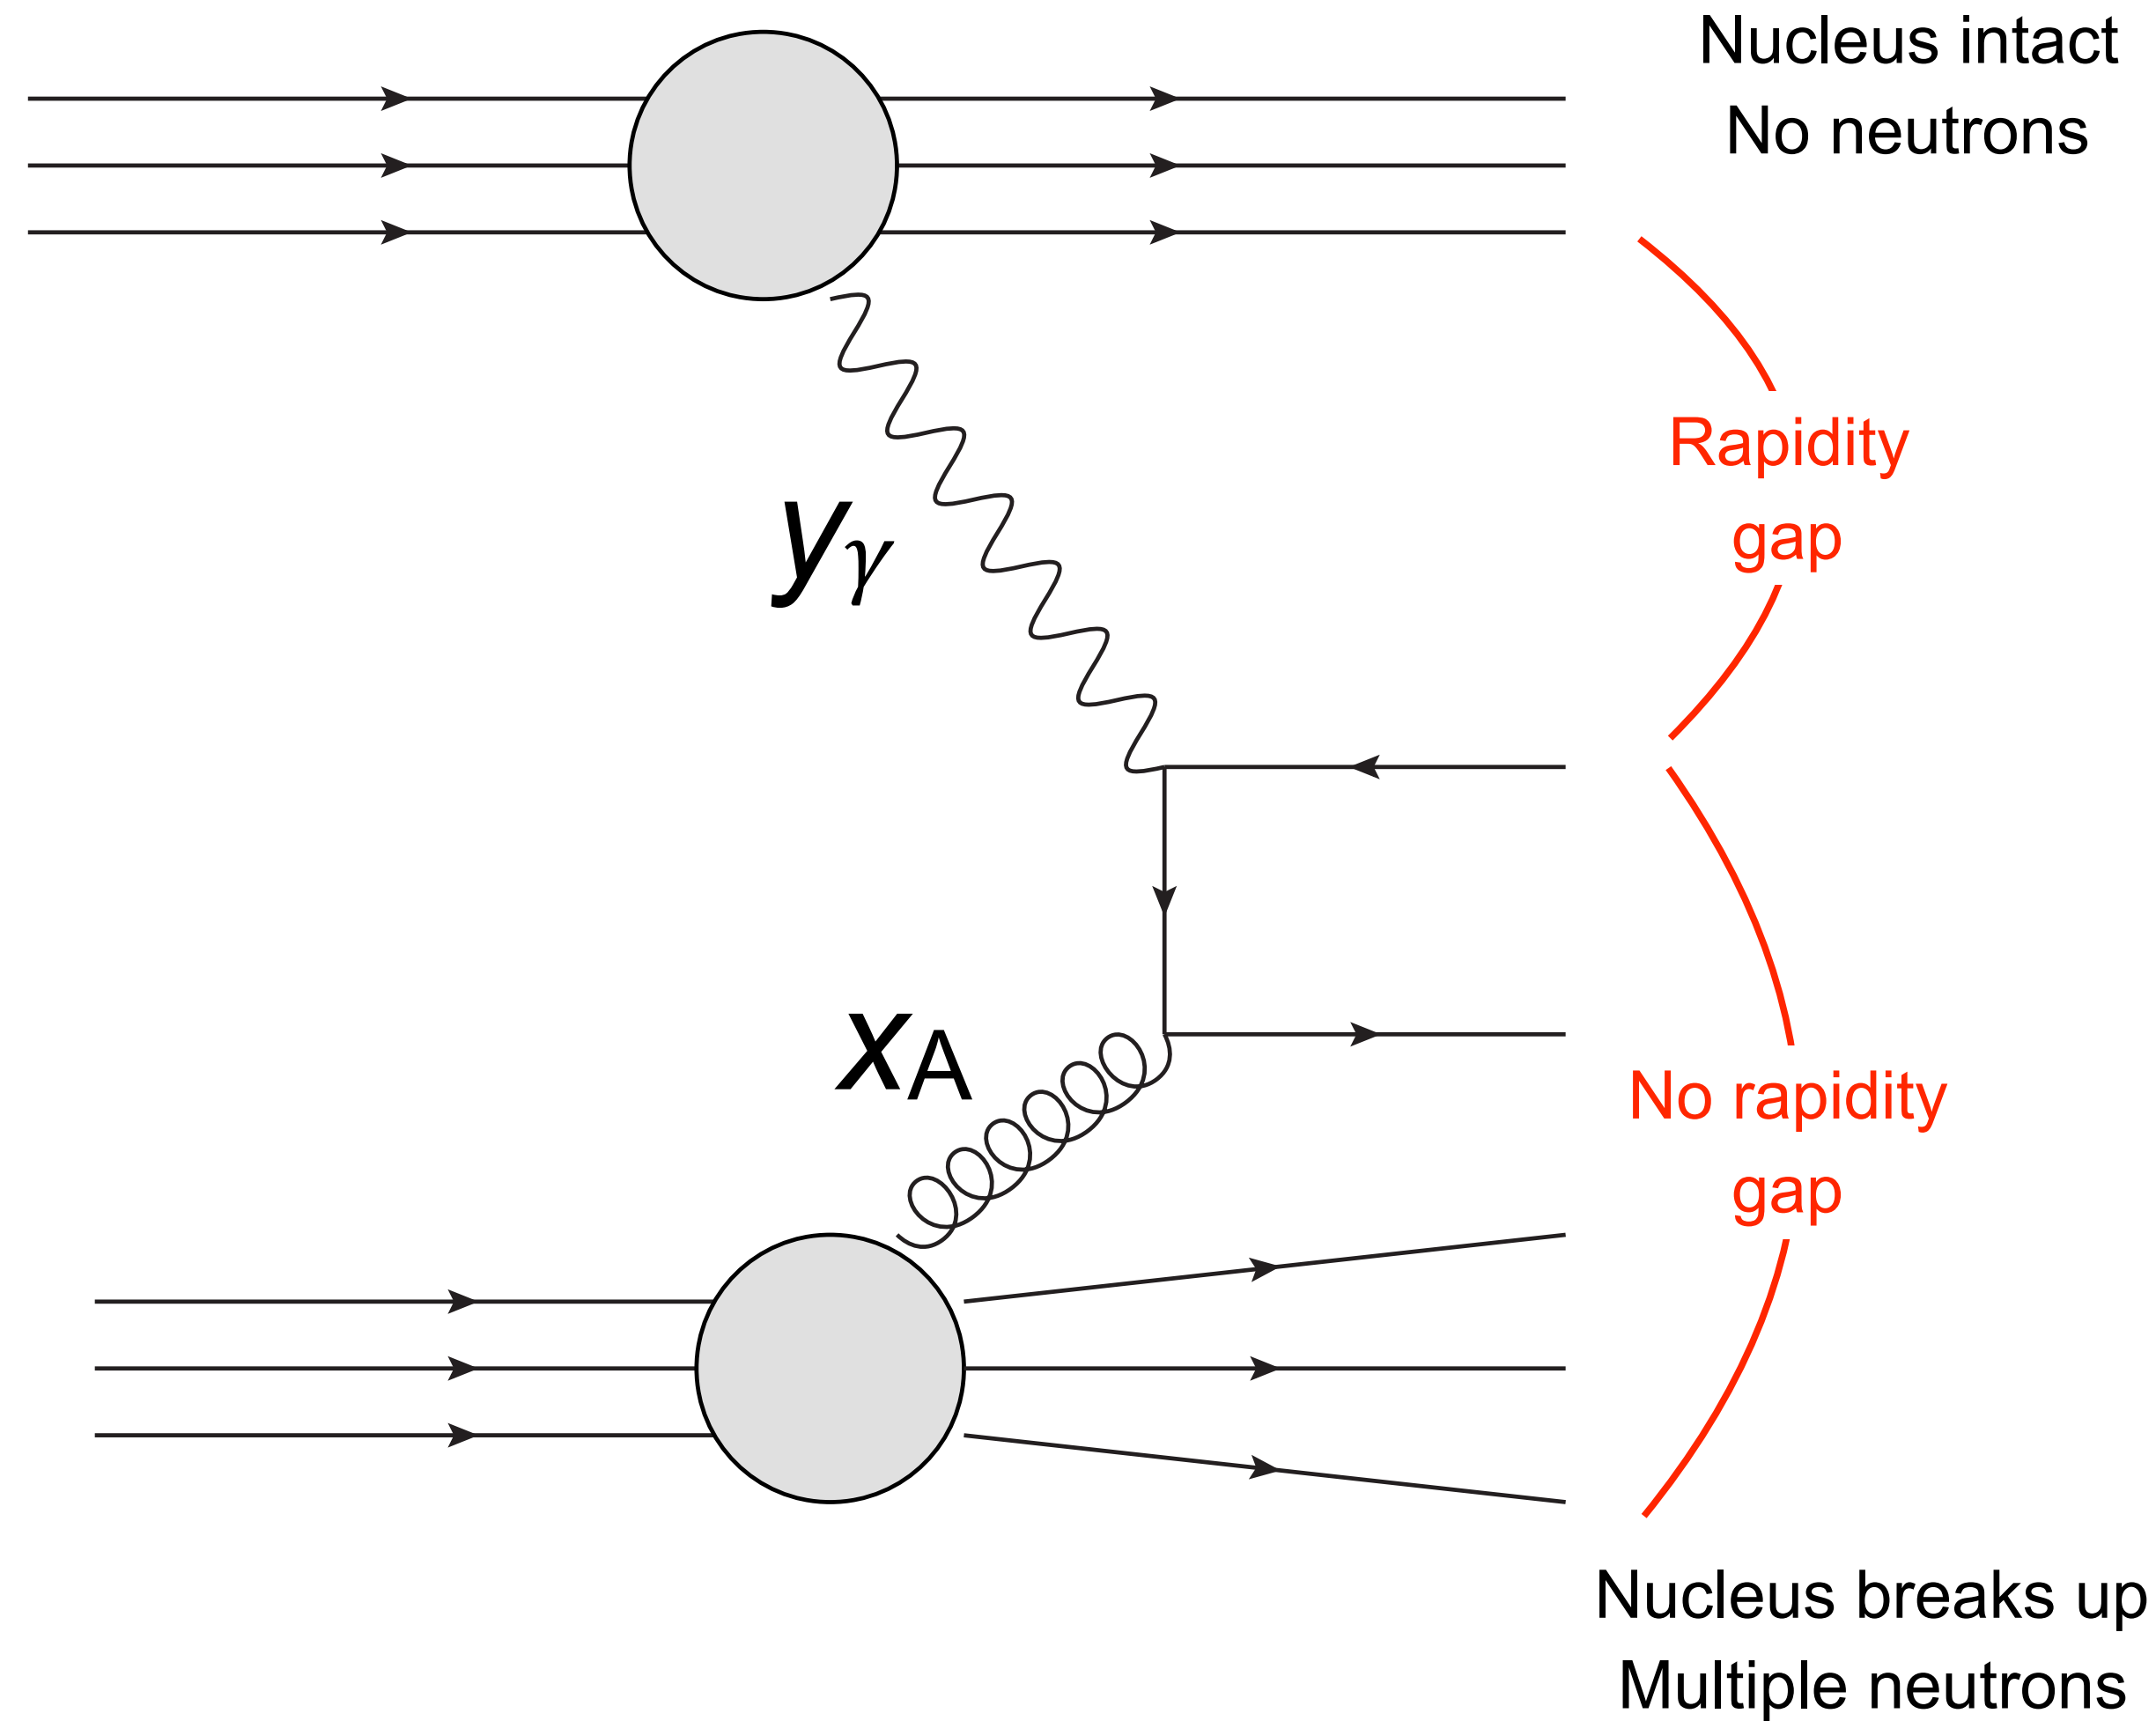 Nucleus intact
No neutrons
Rapidity
gap
yγ
xA
No rapidity
gap
Nucleus breaks up
Multiple neutrons